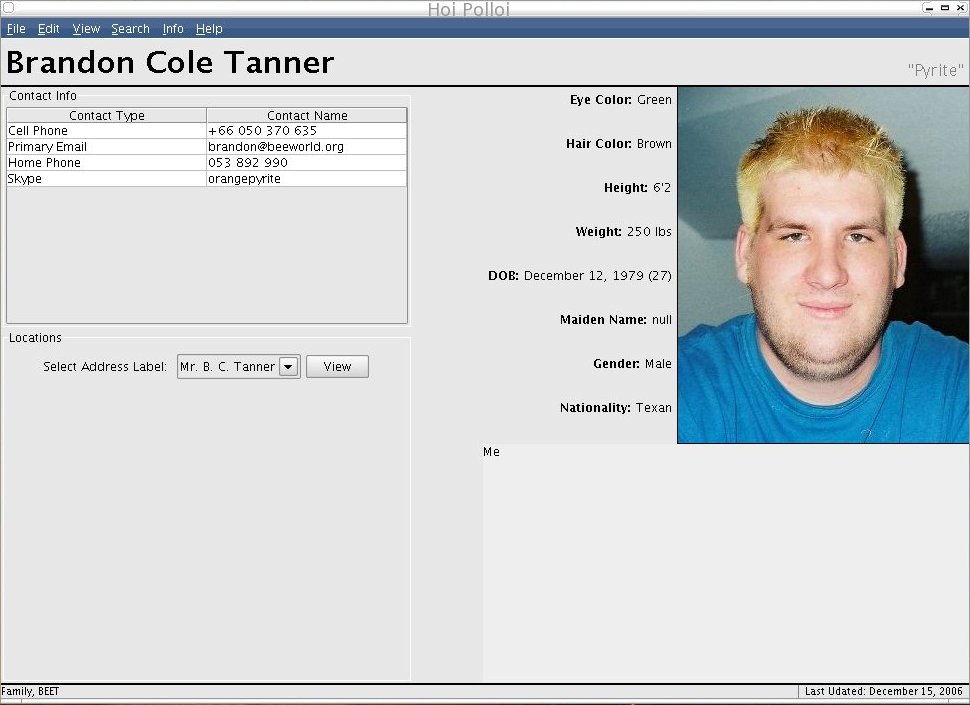 Hoi Polloi
File Edit View Search Info Help
Brandon Cole Tanner
"Pyrite"
Contact Info
Contact Type Contact Name
Cell Phone +66 050 370 635
Primary Email brandon@beeworld.org
Home Phone 053 892 990
Skype orangepyrite
Locations
Select Address Label: Mr. B. C. Tanner View
Eye Color: Green
Hair Color: Brown
Height: 6'2
Weight: 250 lbs
DOB: December 12, 1979 (27)
Maiden Name: null
Gender: Male
Nationality: Texan
Me
Family, BEET
Last Udated: December 15, 2006